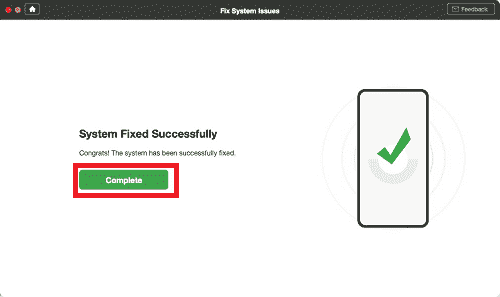 Fix System Issues
Feedback
System Fixed Successfully
Congrats! The system has been successfully fixed.
Complete